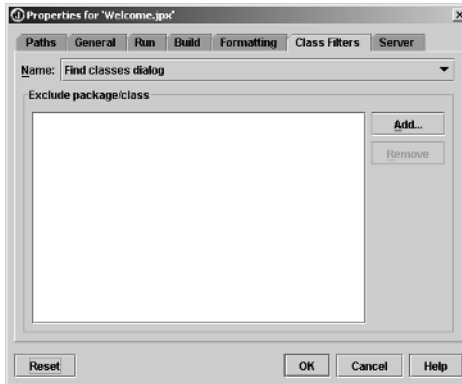 Properties for 'Welcome.jpx'
Paths General Run Build Formatting Class Filters Server
Name: Find classes dialog
Exclude package/class
Add...
Remove
Reset OK Cancel Help